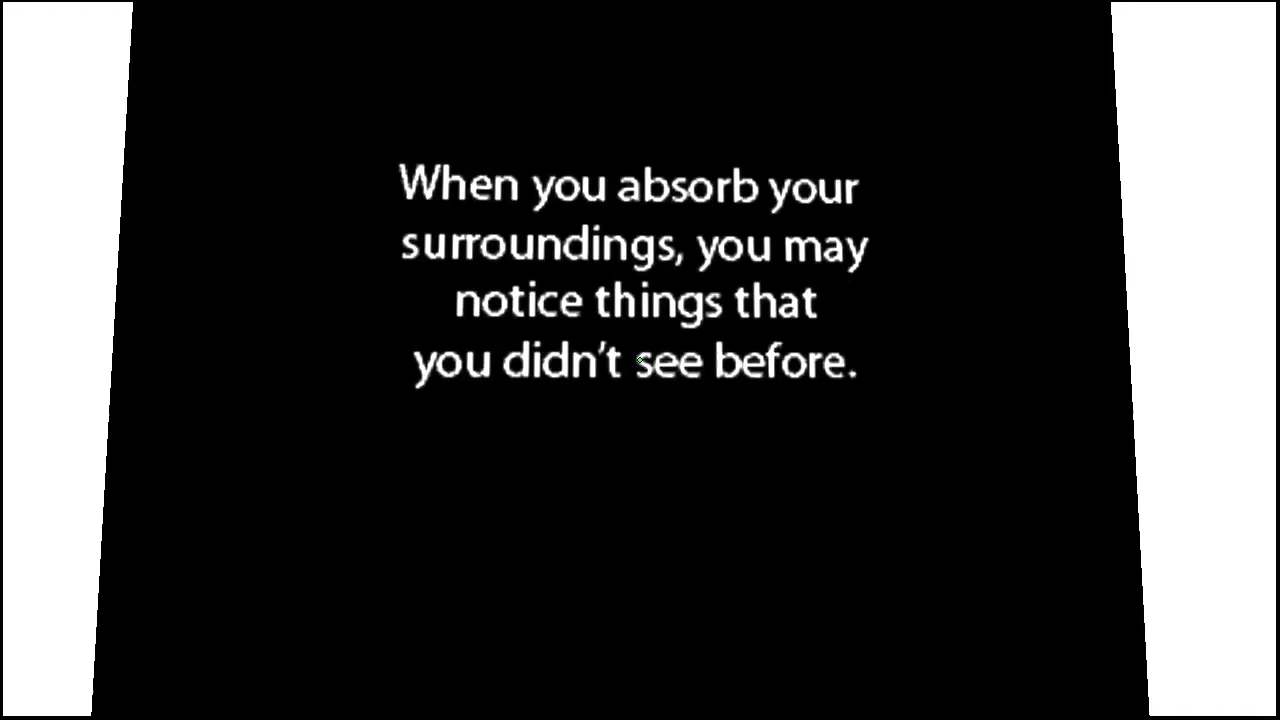 When you absorb your
surroundings, you may
notice things that
you didn't see before.